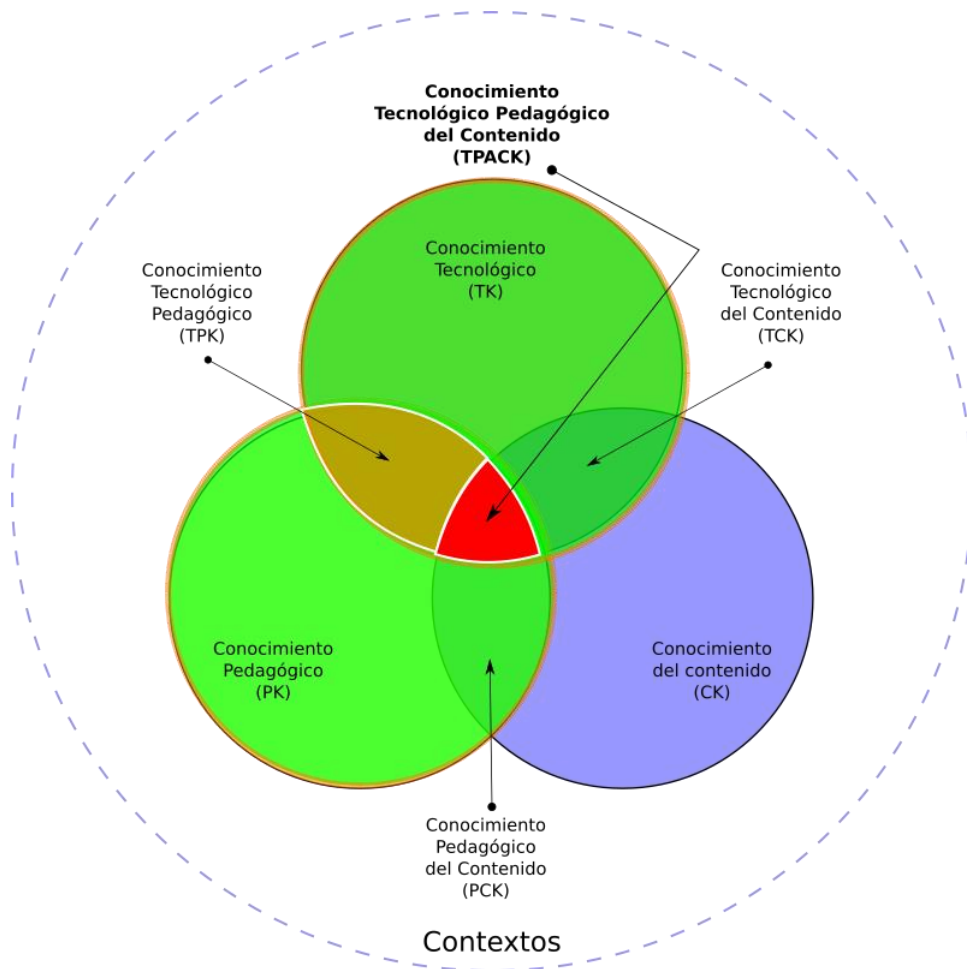 Conocimiento
Tecnológico Pedagógico
del Contenido
(TPACK)
Conocimiento
Tecnológico
(TK)
Conocimiento
Tecnológico
Pedagógico
(TPK)
Conocimiento
Tecnológico
del Contenido
(TCK)
Conocimiento
Pedagógico
(PK)
Conocimiento
del contenido
(CK)
Conocimiento
Pedagógico
del Contenido
(PCK)
Contextos